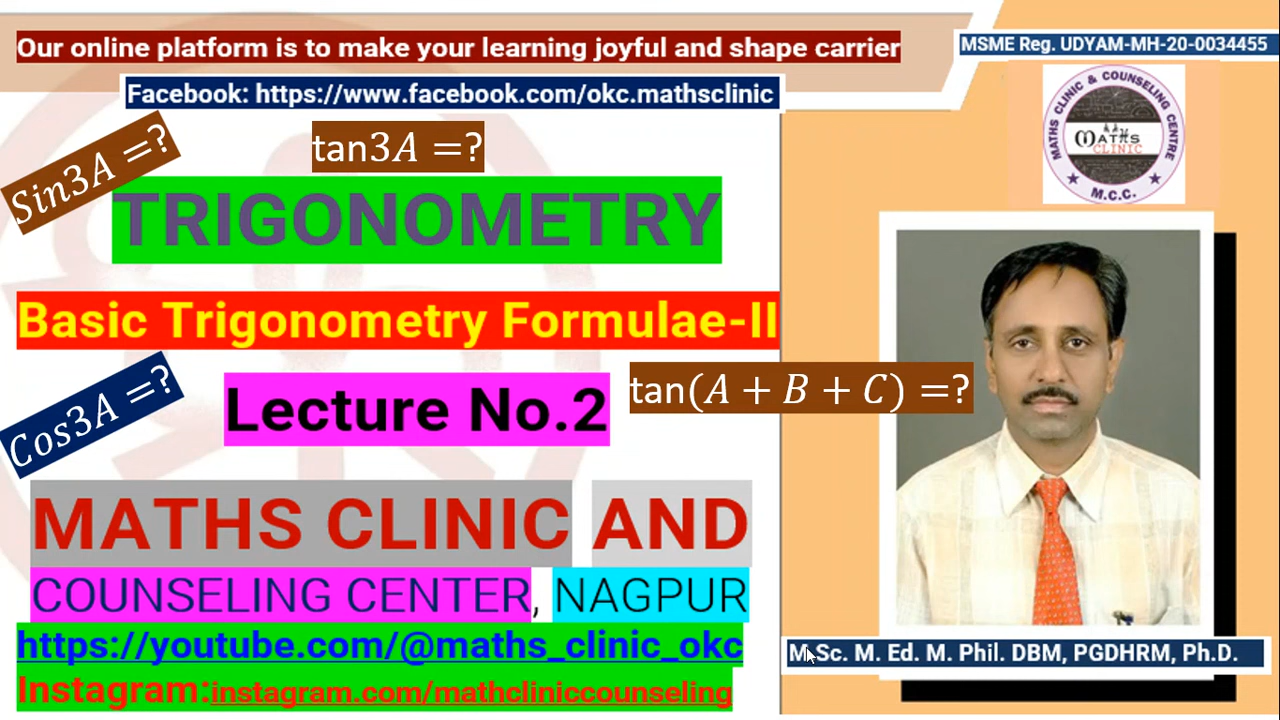 Our online platform is to make your learning joyful and shape carrier
MSME Reg. UDYAM-MH-20-0034455
Facebook: https://www.facebook.com/okc.mathsclinic
MATHS CLINIC & COUNSELING CENTRE
MATHS
CLINIC
★ M.C.C. ★
Sin3A =?
tan3A =?
TRIGONOMETRY
Basic Trigonometry Formulae-II
Cos3A =?
Lecture No.2
tan(A + B + C) =?
MATHS CLINIC AND
COUNSELING CENTER, NAGPUR
https://youtube.com/@maths_clinic_okc
M.Sc. M. Ed. M. Phil. DBM, PGDHRM, Ph.D.
Instagram:instagram.com/mathcliniccounseling